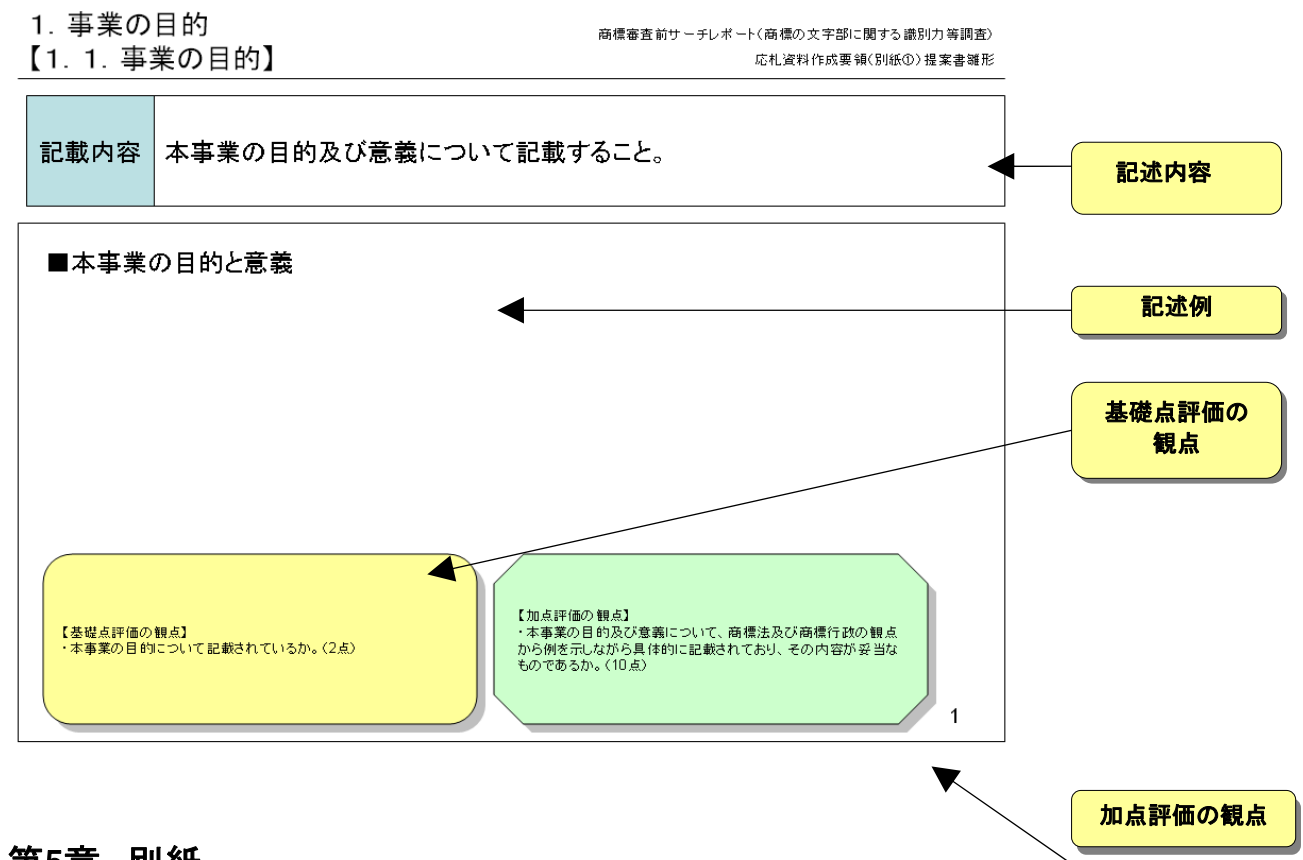 1．事業の目的
【1．1．事業の目的】
商標審査前サーチレポート（商標の文字部に関する識別力等調査）
応札資料作成要領（別紙①）提案書雛形
記載内容
本事業の目的及び意義について記載すること。
記述内容
■本事業の目的と意義
記述例
基礎点評価の
観点
【基礎点評価の観点】
・本事業の目的について記載されているか。（2点）
【加点評価の観点】
・本事業の目的及び意義について、商標法及び商標行政の観点
から例を示しながら具体的に記載されており、その内容が妥当な
ものであるか。（10点）
1
加点評価の観点
第5章 別紙